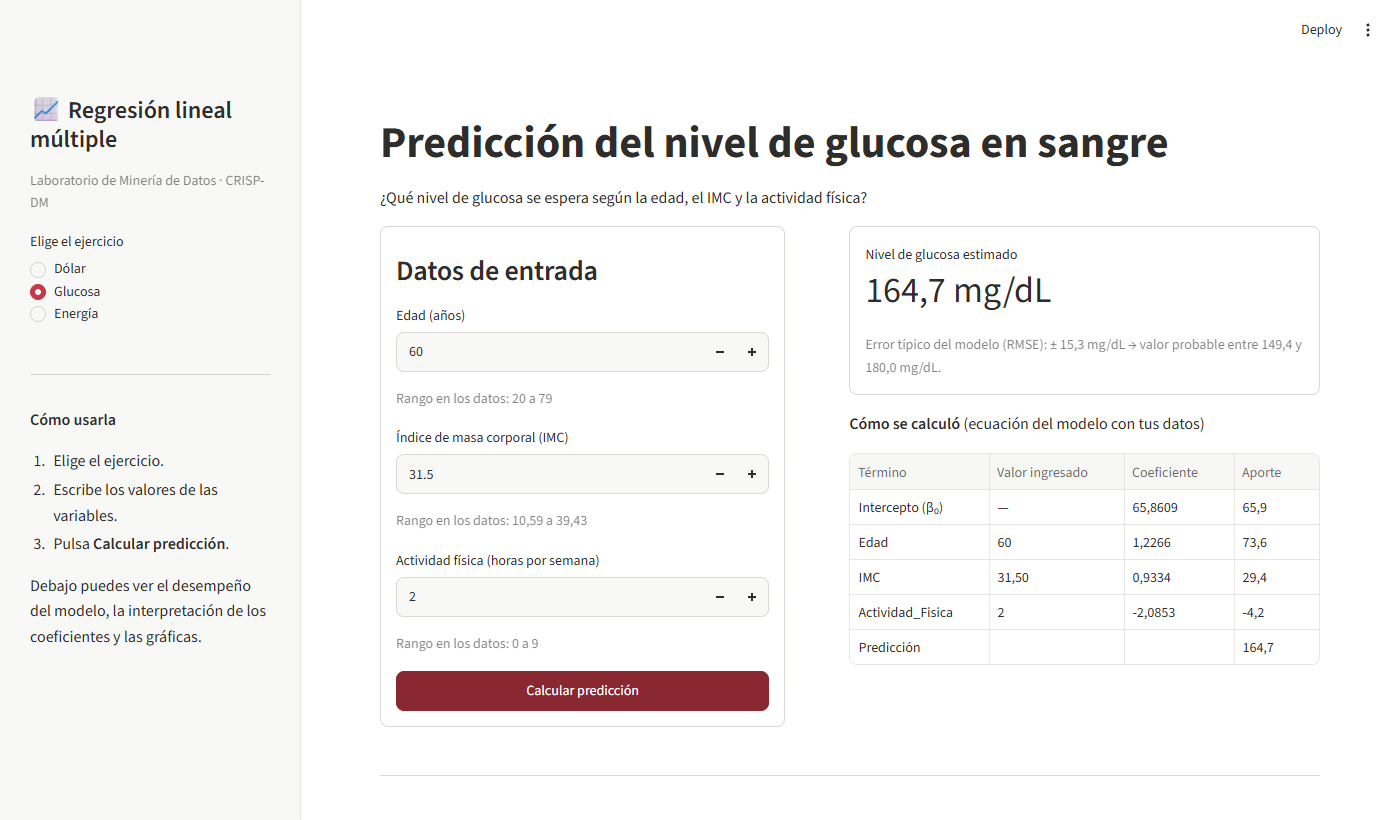 Deploy
📈 Regresión lineal
múltiple
Laboratorio de Minería de Datos · CRISP-
DM
Elige el ejercicio
Dólar
Glucosa
Energía
Cómo usarla
1. Elige el ejercicio.
2. Escribe los valores de las
variables.
3. Pulsa Calcular predicción.
Debajo puedes ver el desempeño
del modelo, la interpretación de los
coeficientes y las gráficas.
Predicción del nivel de glucosa en sangre
¿Qué nivel de glucosa se espera según la edad, el IMC y la actividad física?
Datos de entrada
Edad (años)
60
Rango en los datos: 20 a 79
Índice de masa corporal (IMC)
31.5
Rango en los datos: 10,59 a 39,43
Actividad física (horas por semana)
2
Rango en los datos: 0 a 9
Calcular predicción
Nivel de glucosa estimado
164,7 mg/dL
Error típico del modelo (RMSE): ± 15,3 mg/dL → valor probable entre 149,4 y
180,0 mg/dL.
Cómo se calculó (ecuación del modelo con tus datos)
Término Valor ingresado Coeficiente Aporte
Intercepto (β₀) — 65,8609 65,9
Edad 60 1,2266 73,6
IMC 31,50 0,9334 29,4
Actividad_Fisica 2 -2,0853 -4,2
Predicción 164,7